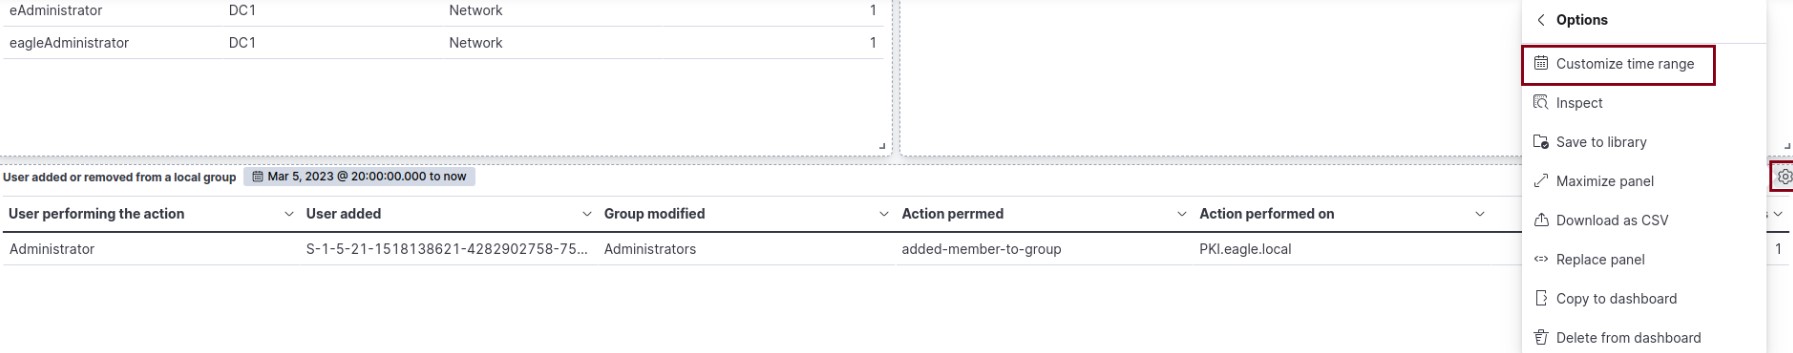 eAdministrator DC1 Network 1
eagleAdministrator DC1 Network 1
User added or removed from a local group Mar 5, 2023 @ 20:00:00.000 to now
User performing the action User added Group modified Action perrmed Action performed on
Administrator S-1-5-21-1518138621-4282902758-75... Administrators added-member-to-group PKI.eagle.local 1
Options
Customize time range
Inspect
Save to library
Maximize panel
Download as CSV
Replace panel
Copy to dashboard
Delete from dashboard